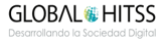 GLOBAL HITSS
Desarrollando la Sociedad Digital